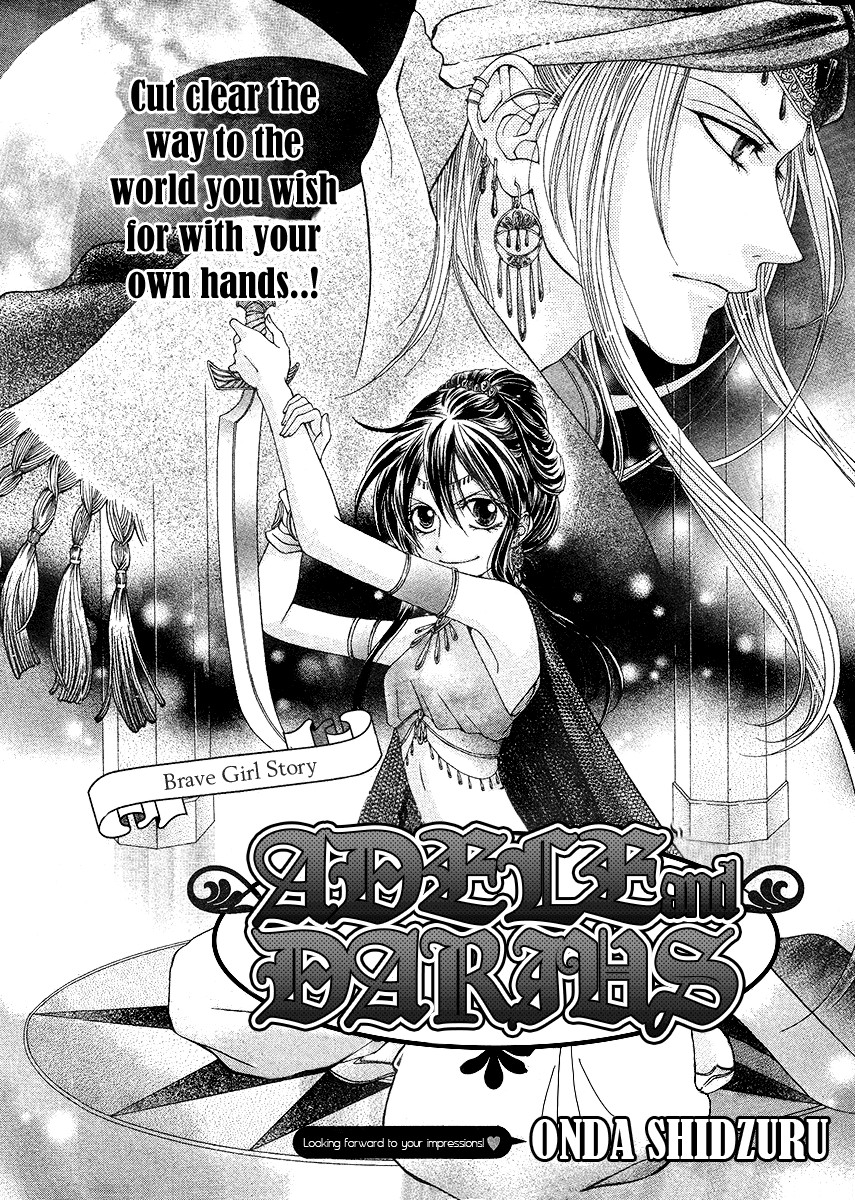 Cut clear the
way to the
world you wish
for with your
own hands..!
Brave Girl Story
ADELE and
DARIUS
Looking forward to your impressions!
ONDA SHIDZURU